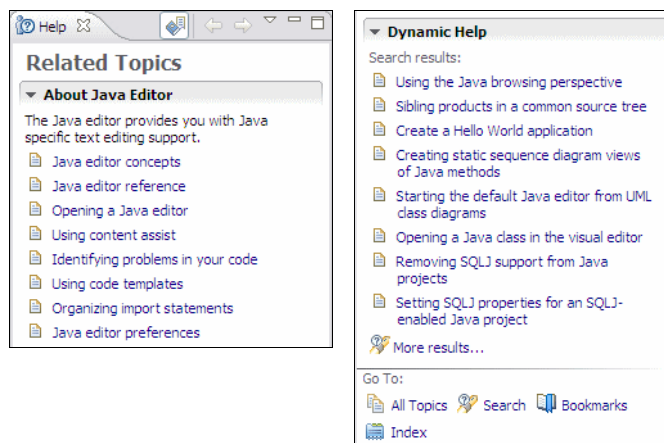 Help
Related Topics
About Java Editor
The Java editor provides you with Java
specific text editing support.
Java editor concepts
Java editor reference
Opening a Java editor
Using content assist
Identifying problems in your code
Using code templates
Organizing import statements
Java editor preferences
Dynamic Help
Search results:
Using the Java browsing perspective
Sibling products in a common source tree
Create a Hello World application
Creating static sequence diagram views
of Java methods
Starting the default Java editor from UML
class diagrams
Opening a Java class in the visual editor
Removing SQLJ support from Java
projects
Setting SQLJ properties for an SQLJ-
enabled Java project
More results...
Go To:
All Topics Search Bookmarks
Index